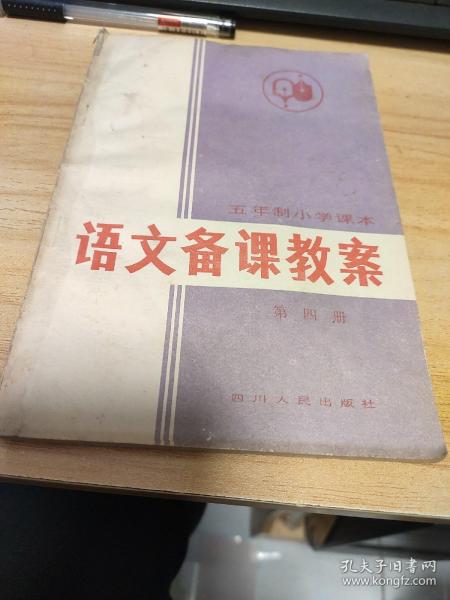 五年制小学课本
语文备课教案
第四册
四川人民出版社
孔夫子旧书网
www.kongfz.com